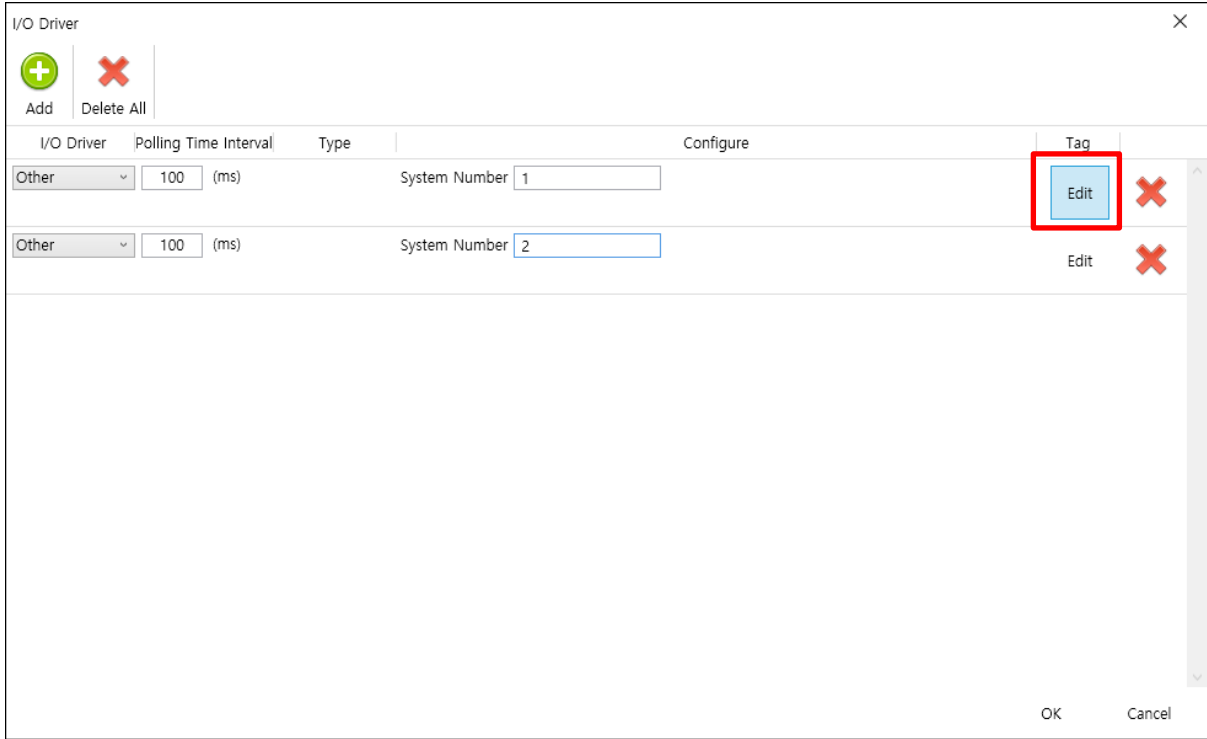 I/O Driver
Add Delete All
I/O Driver Polling Time Interval Type Configure Tag
Other 100 (ms) System Number 1 Edit
Other 100 (ms) System Number 2 Edit
OK Cancel